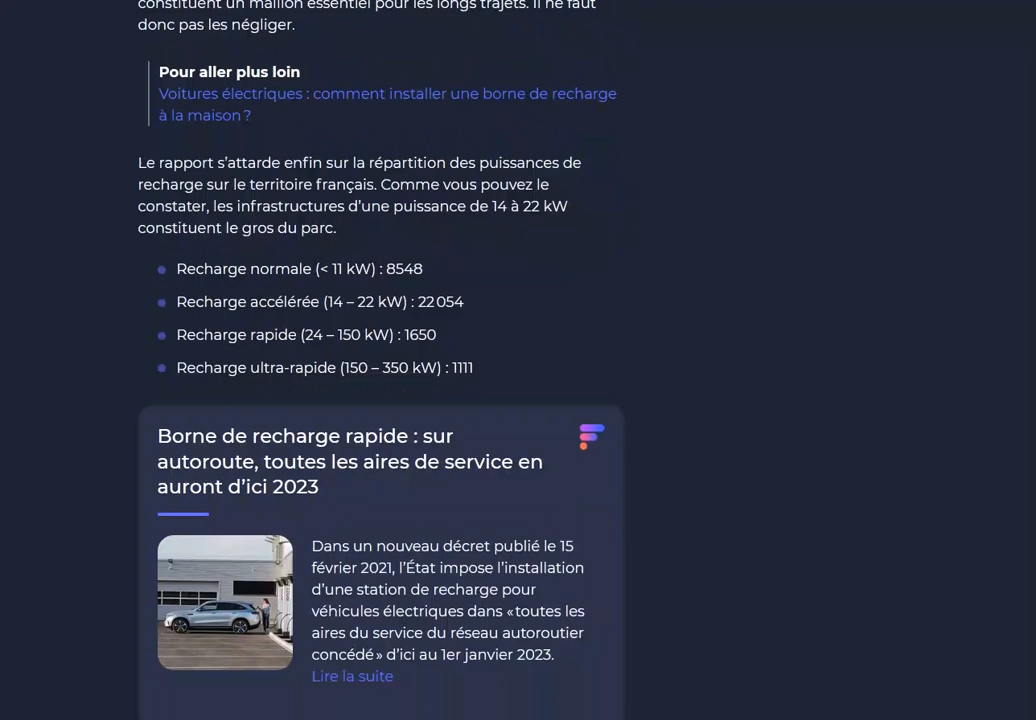 constituent un maillon essentiel pour les longs trajets. Il ne faut
donc pas les négliger.
Pour aller plus loin
Voitures électriques : comment installer une borne de recharge
à la maison ?
Le rapport s’attarde enfin sur la répartition des puissances de
recharge sur le territoire français. Comme vous pouvez le
constater, les infrastructures d’une puissance de 14 à 22 kW
constituent le gros du parc.
Recharge normale (< 11 kW) : 8548
Recharge accélérée (14 – 22 kW) : 22 054
Recharge rapide (24 – 150 kW) : 1650
Recharge ultra-rapide (150 – 350 kW) : 1111
Borne de recharge rapide : sur
autoroute, toutes les aires de service en
auront d’ici 2023
Dans un nouveau décret publié le 15
février 2021, l’État impose l’installation
d’une station de recharge pour
véhicules électriques dans « toutes les
aires du service du réseau autoroutier
concédé » d’ici au 1er janvier 2023.
Lire la suite